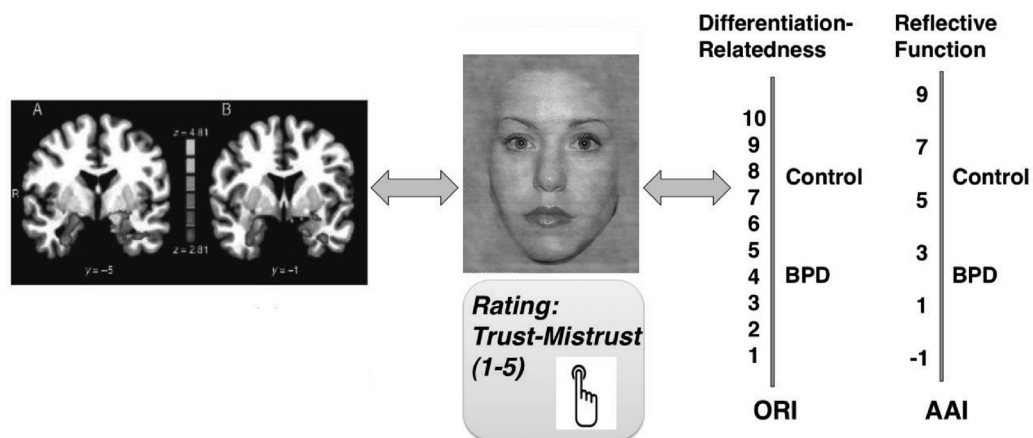 A
B
z = 4.81
R
z = 2.81
y = –5
y = –1
Rating:
Trust-Mistrust
(1-5)
Differentiation-
Relatedness
10
9
8
7
6
5
4
3
2
1
Control
BPD
ORI
Reflective
Function
9
7
5
3
1
-1
Control
BPD
AAI